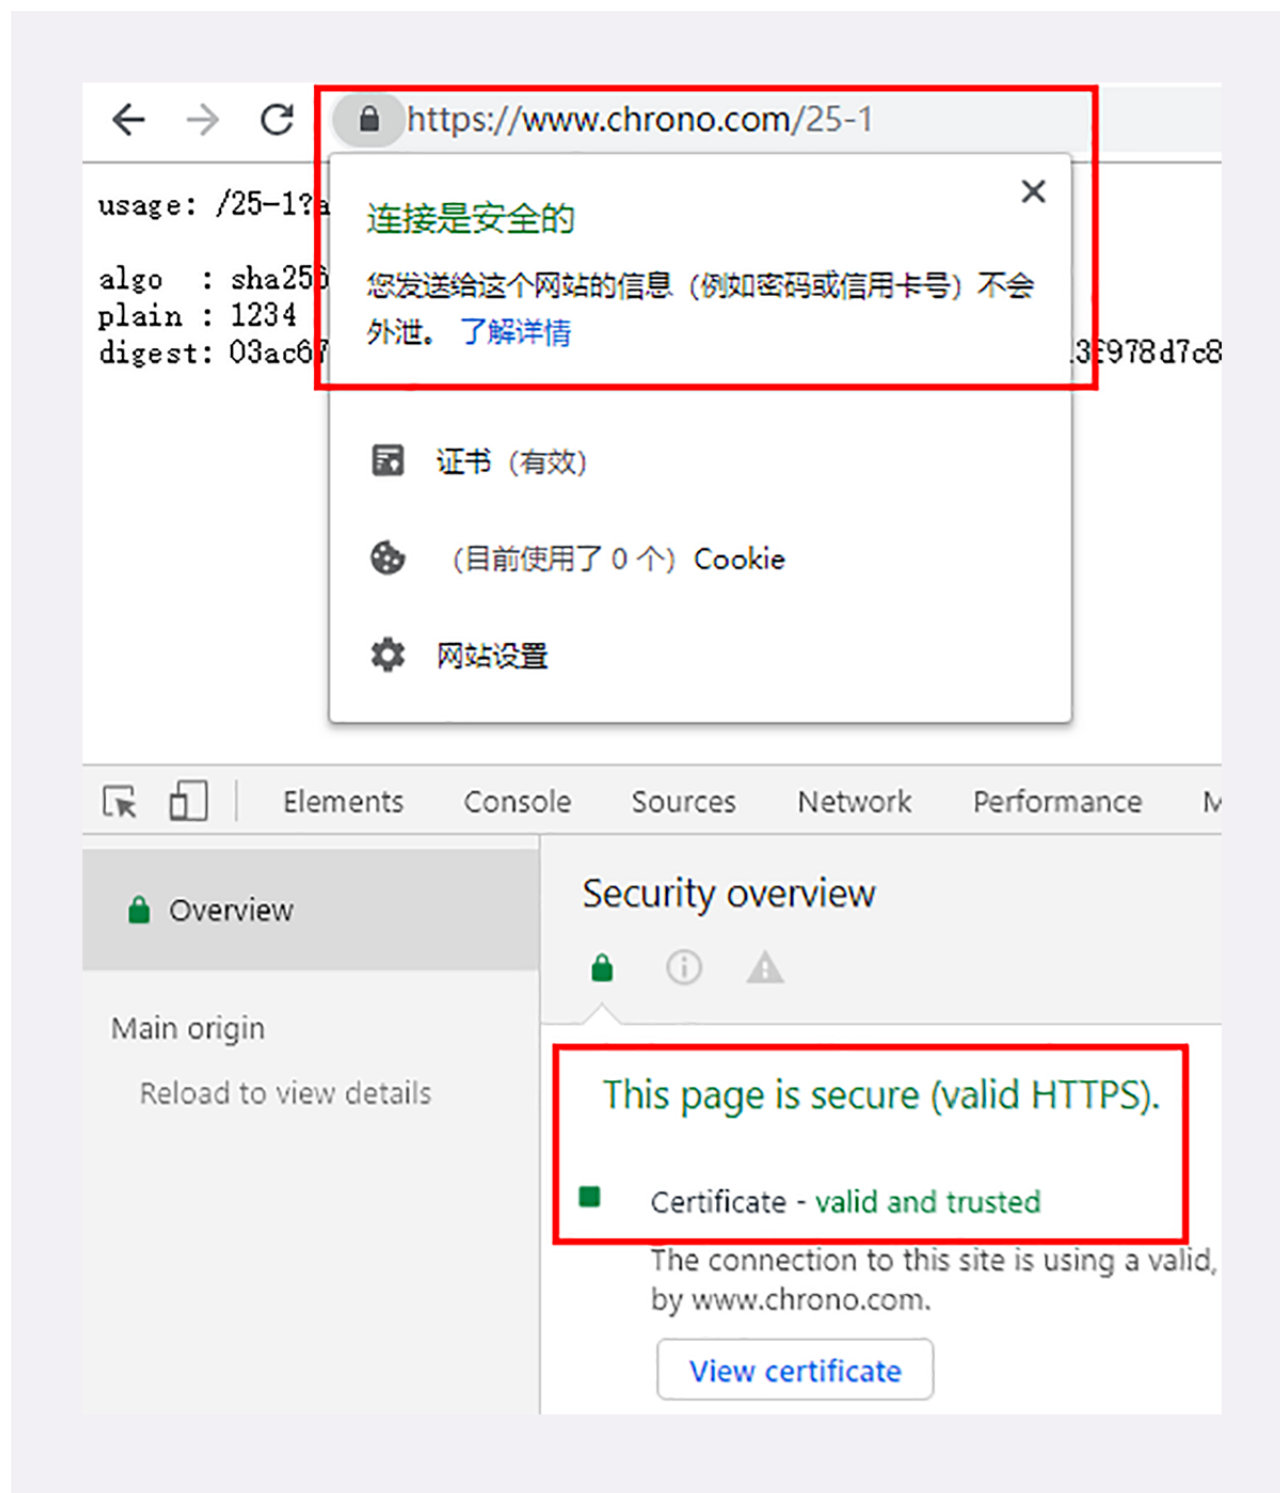 https://www.chrono.com/25-1
usage: /25-1?a
连接是安全的
algo : sha256
您发送给这个网站的信息（例如密码或信用卡号）不会
plain : 1234
外泄。 了解详情
digest: 03ac67 13f978d7c8
证书（有效）
（目前使用了 0 个）Cookie
网站设置
Elements Console Sources Network Performance M
Overview
Security overview
Main origin
Reload to view details
This page is secure (valid HTTPS).
Certificate - valid and trusted
The connection to this site is using a valid,
by www.chrono.com.
View certificate